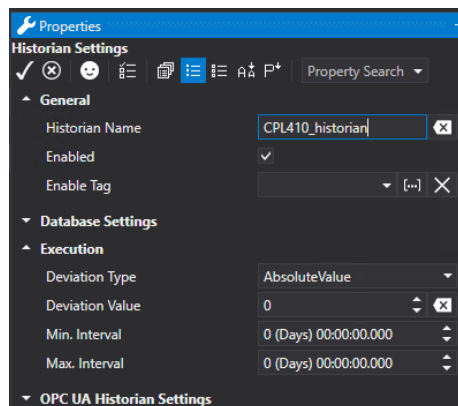 Properties
Historian Settings
Property Search
General
Historian Name CPL410_historian
Enabled
Enable Tag
Database Settings
Execution
Deviation Type AbsoluteValue
Deviation Value 0
Min. Interval 0 (Days) 00:00:00.000
Max. Interval 0 (Days) 00:00:00.000
OPC UA Historian Settings